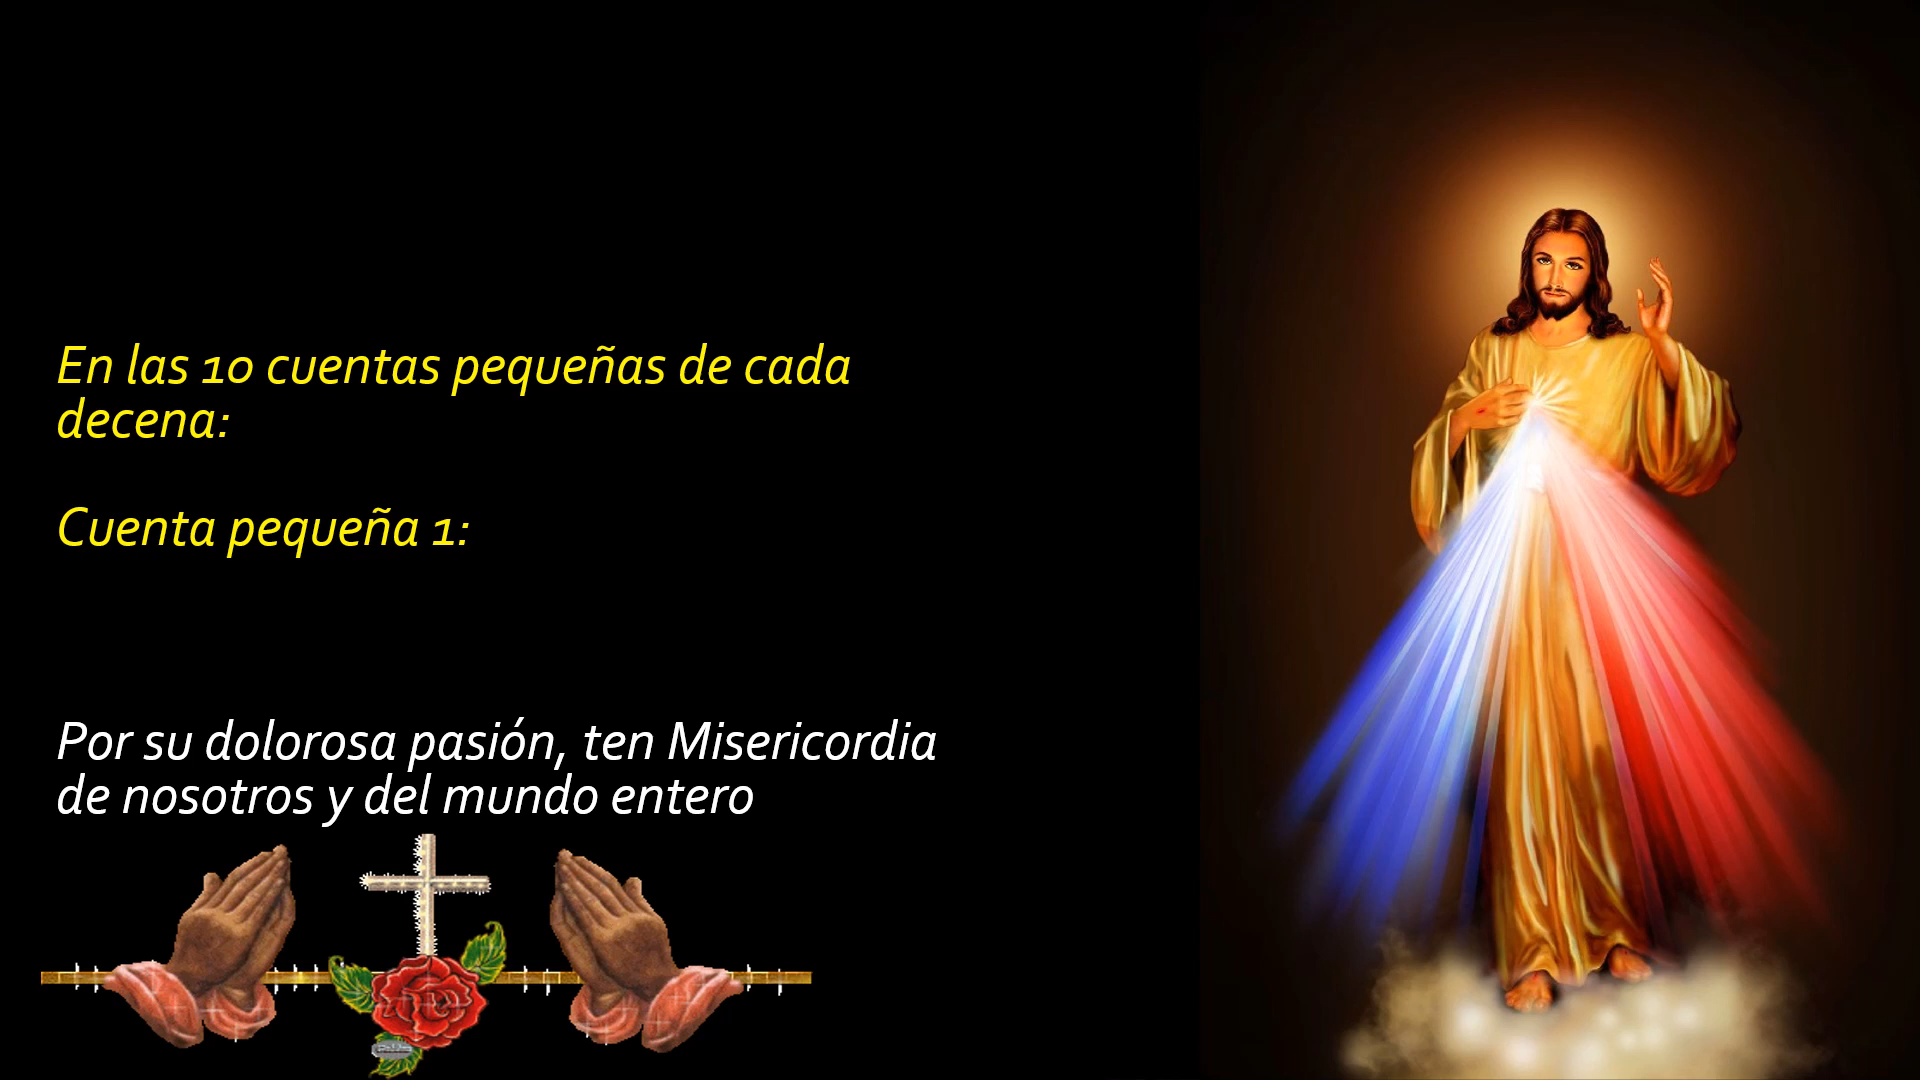 En las 10 cuentas pequeñas de cada
decena:
Cuenta pequeña 1:
Por su dolorosa pasión, ten Misericordia
de nosotros y del mundo entero